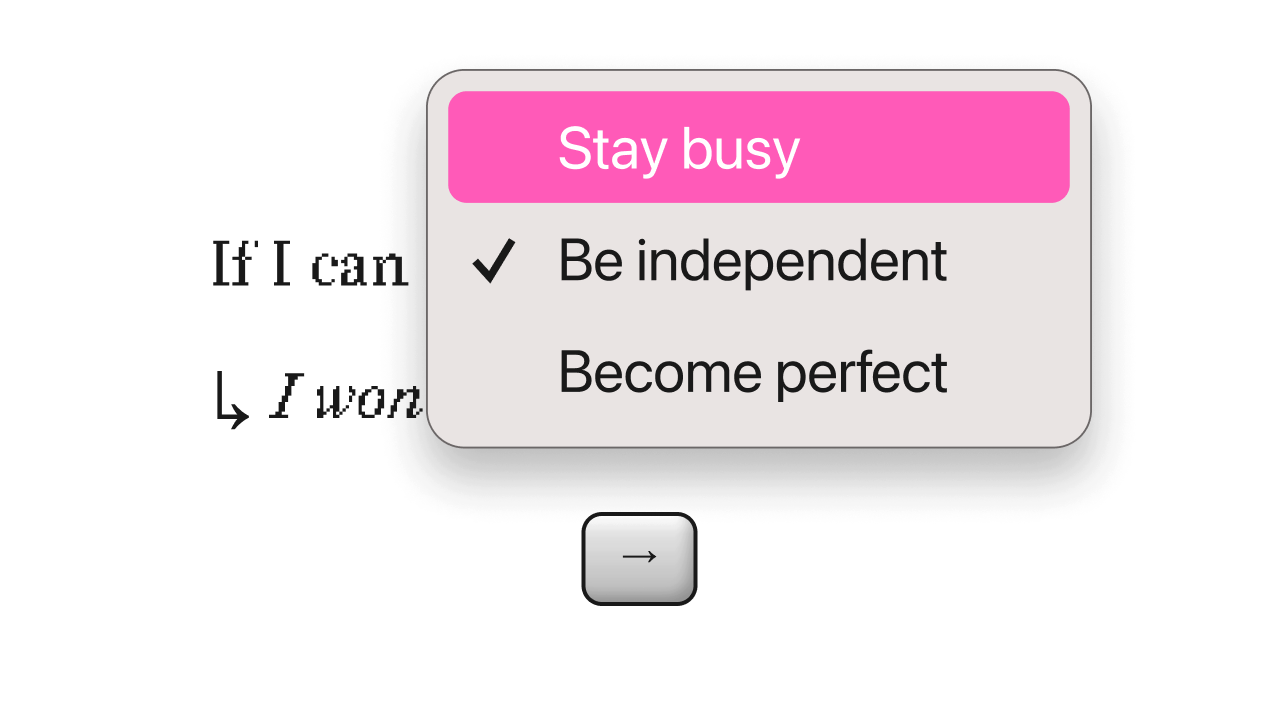 Stay busy
If I can
✓ Be independent
Become perfect
↳ I won
→